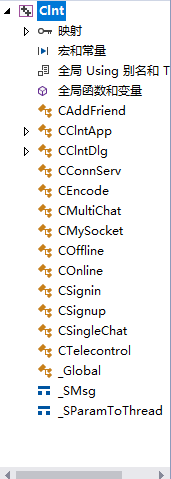 Clnt
映射
宏和常量
全局 Using 别名和 T
全局函数和变量
CAddFriend
CClntApp
CClntDlg
CConnServ
CEncode
CMultiChat
CMySocket
COffline
COnline
CSignin
CSignup
CSingleChat
CTelecontrol
_Global
_SMsg
_SParamToThread